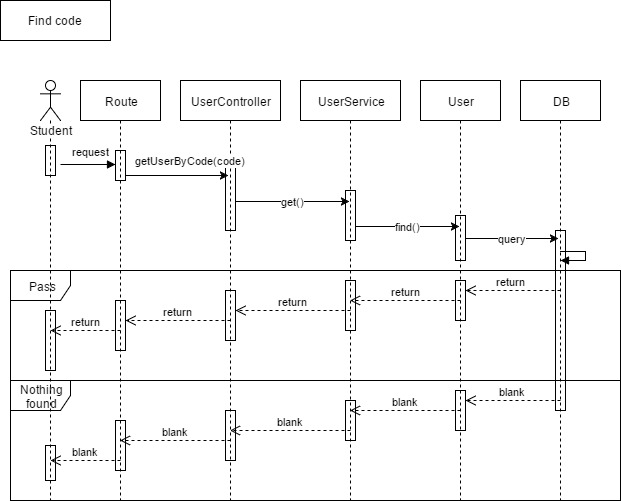 Find code
Route
UserController
UserService
User
DB
Student
request
getUserByCode(code)
get()
find()
query
Pass
return
return
return
return
return
Nothing
found
blank
blank
blank
blank
blank